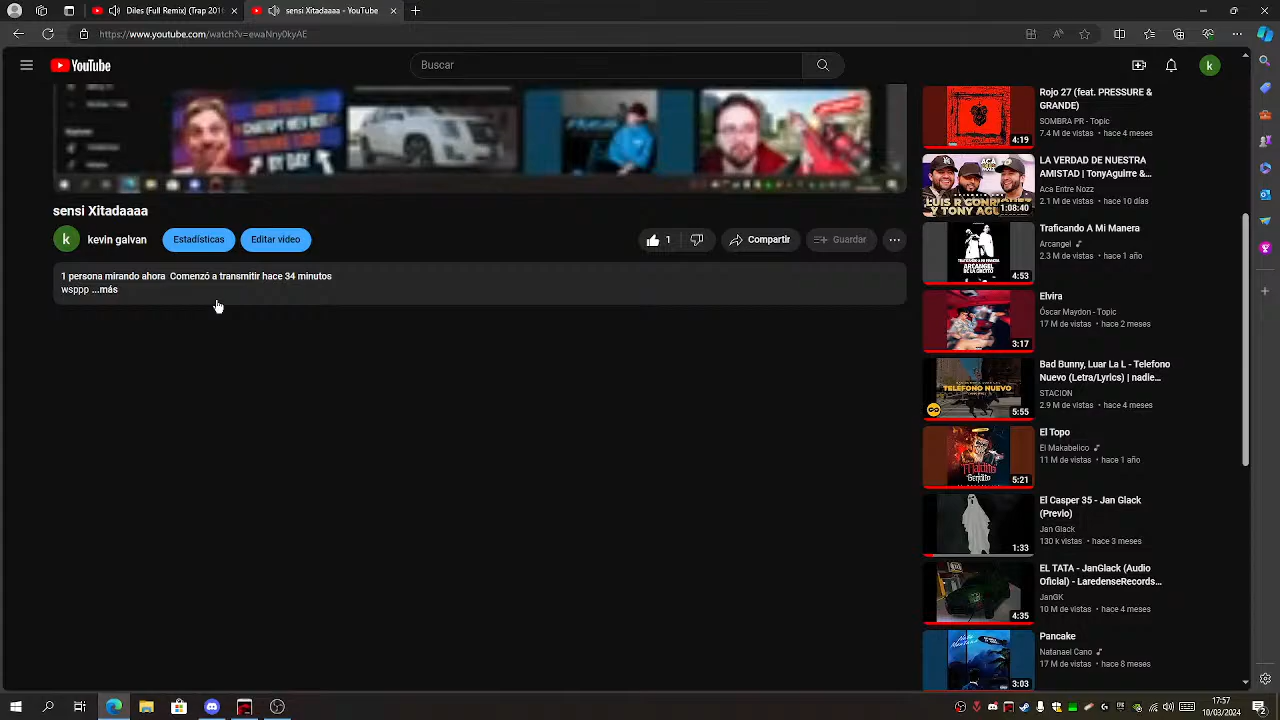 Diles (Full Remix) (Trap 201
sensi Xitadaaaa - YouTube
https://www.youtube.com/watch?v=ewaNny0kyAE
YouTube
Buscar
k
sensi Xitadaaaa
k
kevin galvan
Estadísticas
Editar video
1
Compartir
Guardar
1 persona mirando ahora Comenzó a transmitir hace 34 minutos
wsppp ...más
4:19
Rojo 27 (feat. PRESSURE &
GRANDE)
SOMBRA PR - Topic
7.4 M de vistas • hace 4 meses
1:08:40
LA VERDAD DE NUESTRA
AMISTAD | TonyAguirre &...
Ace Entre Nozz
2.1 M de vistas • hace 10 días
4:53
Traficando A Mi Manera
Arcangel
2.3 M de vistas • hace 1 año
3:17
Elvira
Óscar Maydon - Topic
17 M de vistas • hace 2 meses
TELÉFONO NUEVO
5:55
Bad Bunny, Luar La L - Telefono
Nuevo (Letra/Lyrics) | nadie...
STACION
2.9 M de vistas • hace 4 meses
5:21
El Topo
El Makabelico
11 M de vistas • hace 1 año
1:33
El Casper 35 - Jan Glack
(Previo)
Jan Glack
130 k vistas • hace 3 meses
4:35
EL TATA - JanGlack (Audio
Oficial) - LaredenseRecords...
JanGK
10 M de vistas • hace 4 meses
3:03
Pancake
Natanael Cano
17 M de vistas • hace 8 meses
17:57
10/03/2024